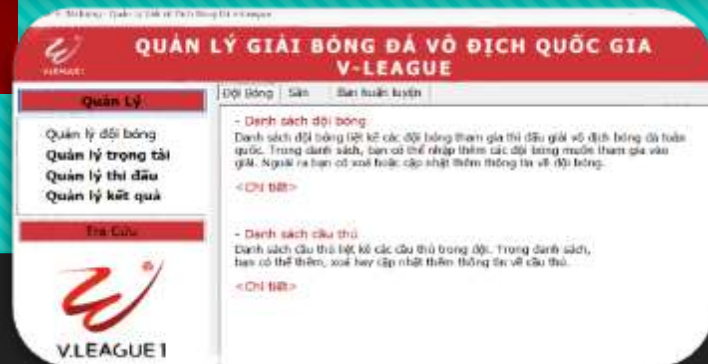 QUẢN LÝ GIẢI BÓNG ĐÁ VÔ ĐỊCH QUỐC GIA
V-LEAGUE
V.LEAGUE 1
Quản Lý
Đội Bóng
Sân
Ban huấn luyện
Quản lý đội bóng
Quản lý trọng tài
Quản lý thi đấu
Quản lý kết quả
Tra Cứu
V.LEAGUE 1
- Danh sách đội bóng
Danh sách đội bóng liệt kê các đội bóng tham gia thi đấu giải vô địch bóng đá toàn
quốc. Trong danh sách, bạn có thể nhập thêm các đội bóng muốn tham gia vào
giải. Ngoài ra bạn có xoá hoặc cập nhật thêm thông tin về đội bóng.
<Chi tiết>
- Danh sách cầu thủ
Danh sách cầu thủ liệt kê các cầu thủ trong đội. Trong danh sách,
bạn có thể thêm, xoá hay cập nhật thêm thông tin về cầu thủ.
<Chi tiết>